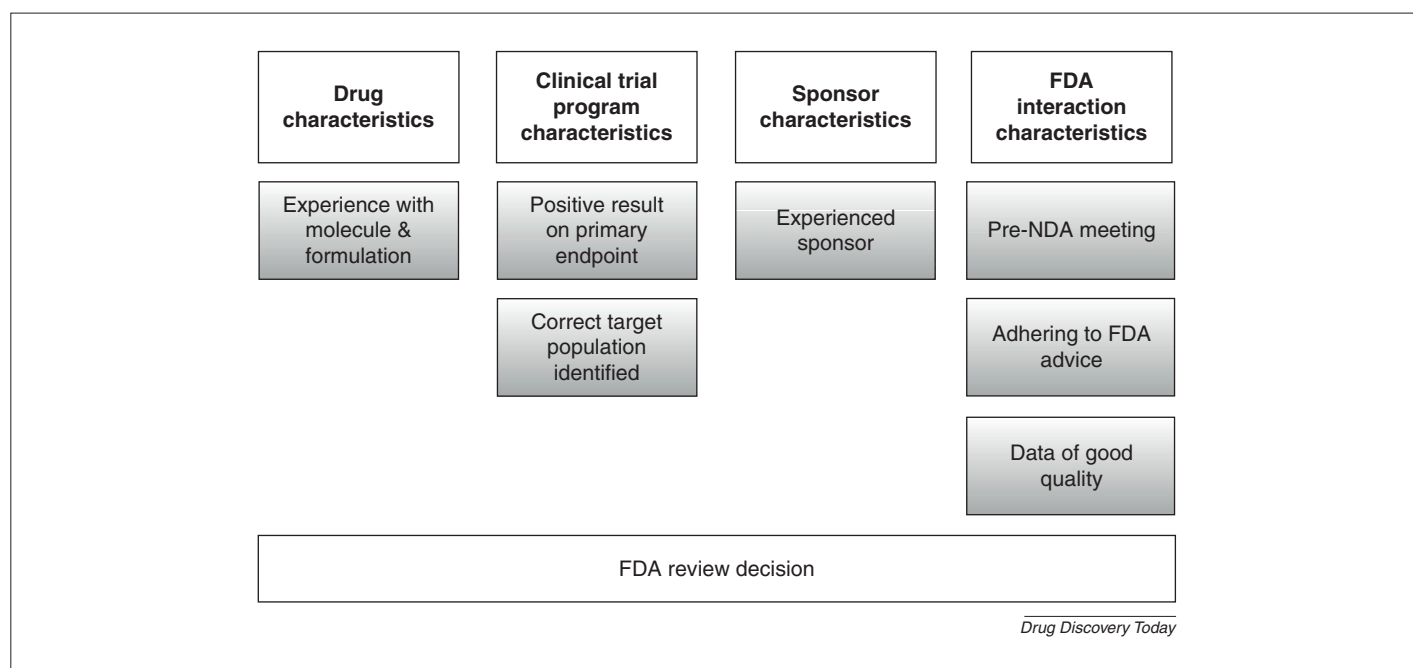 Drug
characteristics
Clinical trial
program
characteristics
Sponsor
characteristics
FDA
interaction
characteristics
Experience with
molecule &
formulation
Positive result
on primary
endpoint
Experienced
sponsor
Pre-NDA meeting
Correct target
population
identified
Adhering to FDA
advice
Data of good
quality
FDA review decision
Drug Discovery Today